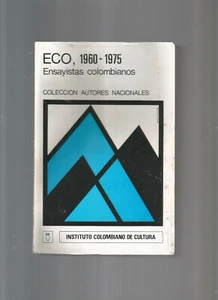 ECO, 1960-1975
Ensayistas colombianos
COLECCION AUTORES NACIONALES
INSTITUTO COLOMBIANO DE CULTURA